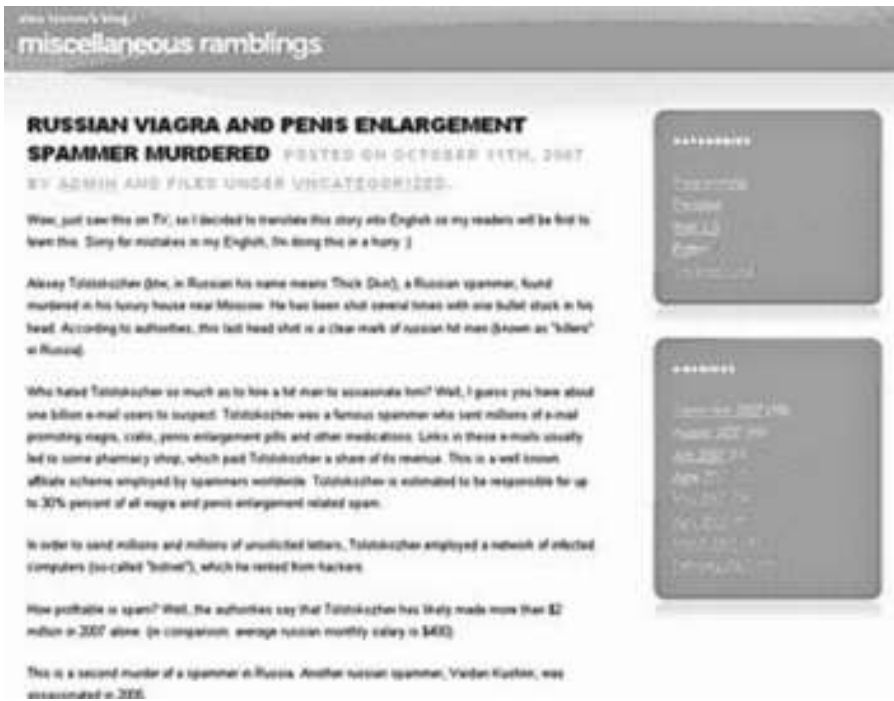 miscellaneous ramblings
RUSSIAN VIAGRA AND PENIS ENLARGEMENT
SPAMMER MURDERED POSTED ON OCTOBER 11TH, 2007
BY ADMIN AND FILED UNDER UNCATEGORIZED.
Wow, just saw this on TV, so I decided to translate this story into English so my readers will be first to
learn this. Sorry for mistakes in my English, I'm doing this in a hurry :)
Alexey Tolstokozhev (btw, in Russian his name means 'Thick Skin'), a Russian spammer, found
murdered in his luxury house near Moscow. He has been shot several times with one bullet stuck in his
head. According to authorities, this last head shot is a clear mark of russian hit men (known as "killers"
in Russia).
Who hated Tolstokozhev so much as to hire a hit man to assasinate him? Well, I guess you have about
one billion e-mail users to suspect. Tolstokozhev was a famous spammer who sent millions of e-mail
promoting viagra, cialis, penis enlargement pills and other medications. Links in these e-mails usually
led to some pharmacy shop, which paid Tolstokozhev a share of its revenue. This is a well known
affiliate scheme employed by spammers worldwide. Tolstokozhev is estimated to be responsible for up
to 30% percent of all viagra and penis enlargement related spam.
In order to send millions and millions of unsolicited letters, Tolstokozhev employed a network of infected
computers (so-called "botnet"), which he rented from hackers.
How profitable is spam? Well, the authorities say that Tolstokozhev has likely made more than $2
million in 2007 alone. (in comparison: average russian monthly salary is $400)
This is a second murder of a spammer in Russia. Another russian spammer, Vardan Kushnir, was
assassinated in 2005.
CATEGORIES
ARCHIVES